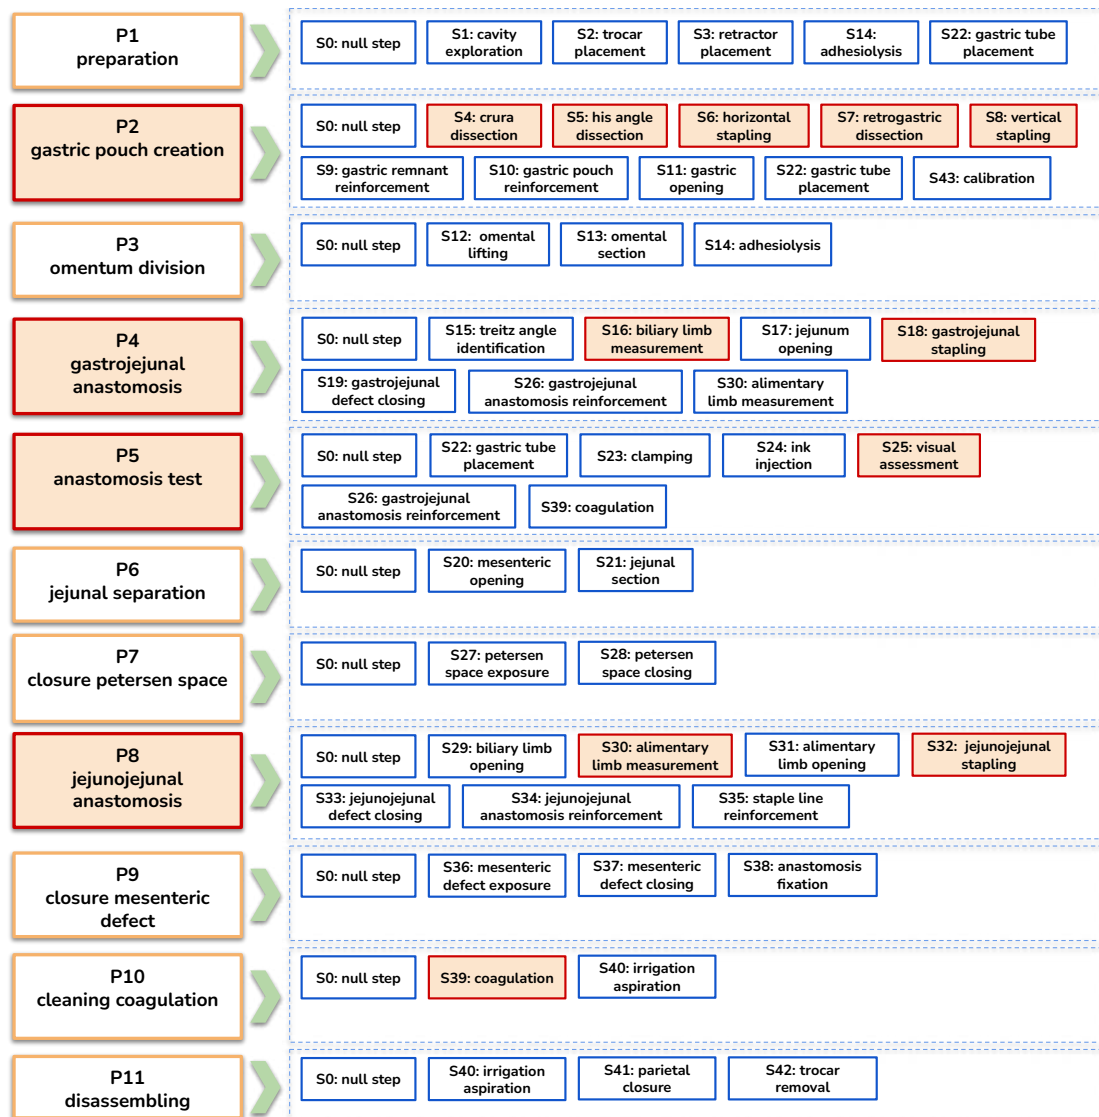 P1
preparation
S0: null step
S1: cavity
exploration
S2: trocar
placement
S3: retractor
placement
S14:
adhesiolysis
S22: gastric tube
placement
P2
gastric pouch creation
S0: null step
S4: crura
dissection
S5: his angle
dissection
S6: horizontal
stapling
S7: retrogastric
dissection
S8: vertical
stapling
S9: gastric remnant
reinforcement
S10: gastric pouch
reinforcement
S11: gastric
opening
S22: gastric tube
placement
S43: calibration
P3
omentum division
S0: null step
S12: omental
lifting
S13: omental
section
S14: adhesiolysis
P4
gastrojejunal
anastomosis
S0: null step
S15: treitz angle
identification
S16: biliary limb
measurement
S17: jejunum
opening
S18: gastrojejunal
stapling
S19: gastrojejunal
defect closing
S26: gastrojejunal
anastomosis reinforcement
S30: alimentary
limb measurement
P5
anastomosis test
S0: null step
S22: gastric tube
placement
S23: clamping
S24: ink
injection
S25: visual
assessment
S26: gastrojejunal
anastomosis reinforcement
S39: coagulation
P6
jejunal separation
S0: null step
S20: mesenteric
opening
S21: jejunal
section
P7
closure petersen space
S0: null step
S27: petersen
space exposure
S28: petersen
space closing
P8
jejunojejunal
anastomosis
S0: null step
S29: biliary limb
opening
S30: alimentary
limb measurement
S31: alimentary
limb opening
S32: jejunojejunal
stapling
S33: jejunojejunal
defect closing
S34: jejunojejunal
anastomosis reinforcement
S35: staple line
reinforcement
P9
closure mesenteric
defect
S0: null step
S36: mesenteric
defect exposure
S37: mesenteric
defect closing
S38: anastomosis
fixation
P10
cleaning coagulation
S0: null step
S39: coagulation
S40: irrigation
aspiration
P11
disassembling
S0: null step
S40: irrigation
aspiration
S41: parietal
closure
S42: trocar
removal